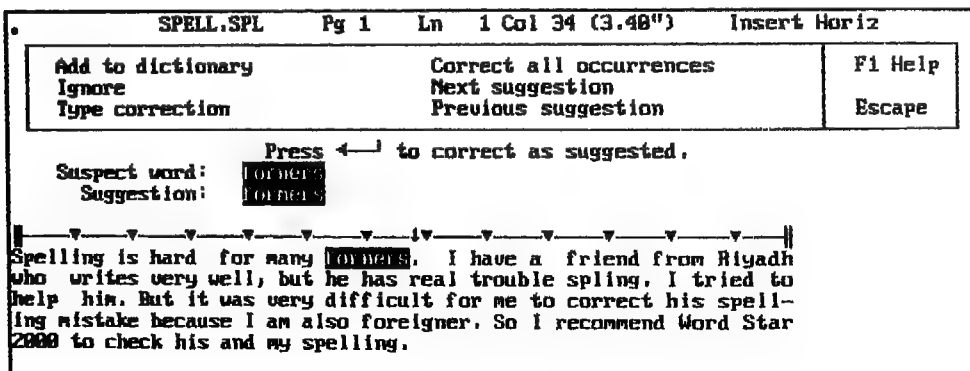 SPELL.SPL Pg 1 Ln 1 Col 34 (3.40") Insert Horiz
Add to dictionary Correct all occurrences F1 Help
Ignore Next suggestion
Type correction Previous suggestion Escape
Press to correct as suggested.
Suspect word:
Suggestion:
Spelling is hard for many . I have a friend from Riyadh
who writes very well, but he has real trouble spling. I tried to
help him. But it was very difficult for me to correct his spell-
ing mistake because I am also foreigner. So I recommend Word Star
2000 to check his and my spelling.